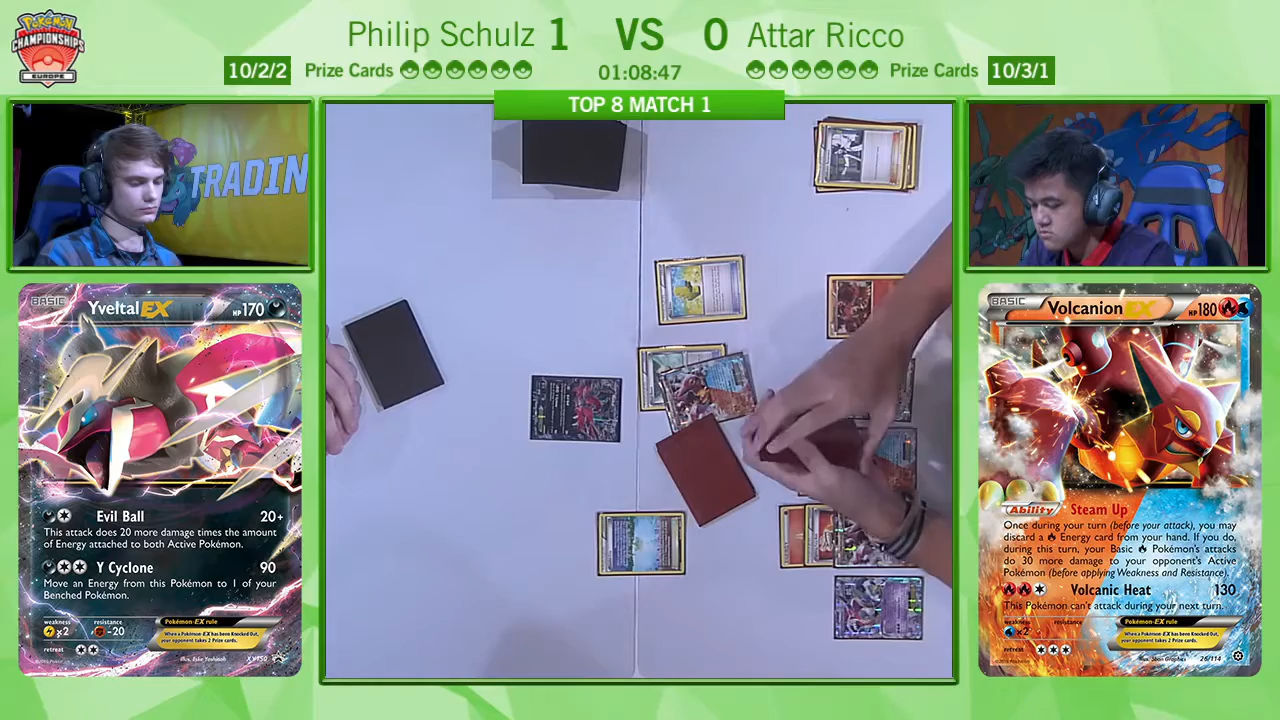 Pokémon
CHAMPIONSHIPS
EUROPE
Philip Schulz 1 VS 0 Attar Ricco
10/2/2 Prize Cards 01:08:47 Prize Cards 10/3/1
TOP 8 MATCH 1
TRADIN
BASIC
Yveltal EX HP 170
Evil Ball 20+
This attack does 20 more damage times the amount
of Energy attached to both Active Pokémon.
Y Cyclone 90
Move an Energy from this Pokémon to 1 of your
Benched Pokémon.
weakness ×2 resistance -20
retreat
Pokémon-EX rule
When a Pokémon-EX has been Knocked Out,
your opponent takes 2 Prize cards.
XY150
BASIC
Volcanion EX HP 180
Ability Steam Up
Once during your turn (before your attack), you may
discard a Energy card from your hand. If you do,
during this turn, your Basic Pokémon's attacks
do 30 more damage to your opponent's Active
Pokémon (before applying Weakness and Resistance).
Volcanic Heat 130
This Pokémon can't attack during your next turn.
weakness ×2 resistance
retreat
Pokémon-EX rule
When a Pokémon-EX has been Knocked Out,
your opponent takes 2 Prize cards.
26/114